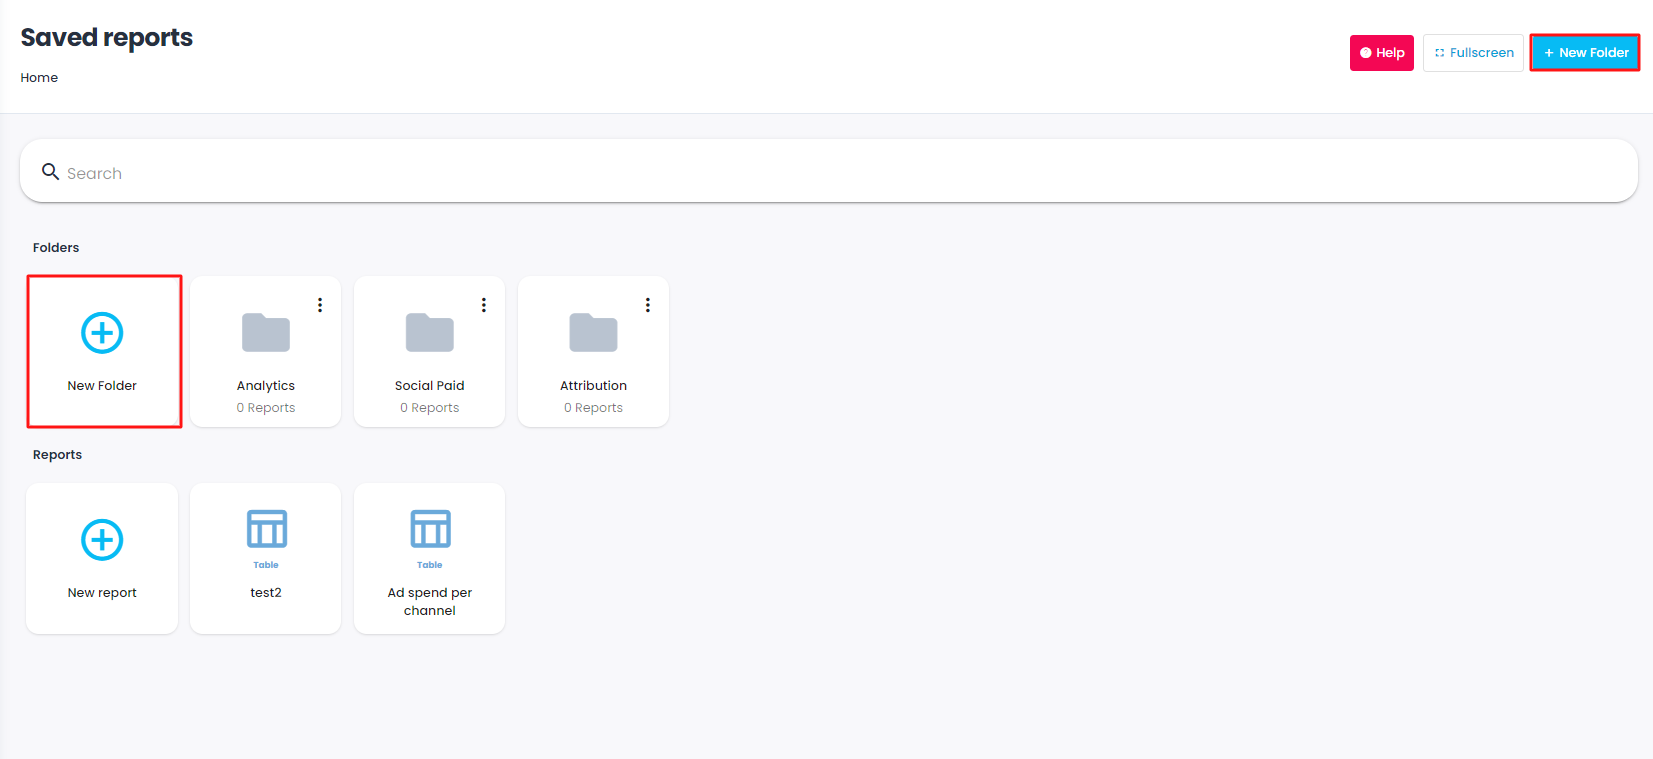 Saved reports
Home
Help
Fullscreen
+ New Folder
Search
Folders
New Folder
Analytics
0 Reports
Social Paid
0 Reports
Attribution
0 Reports
Reports
New report
Table
test2
Table
Ad spend per
channel